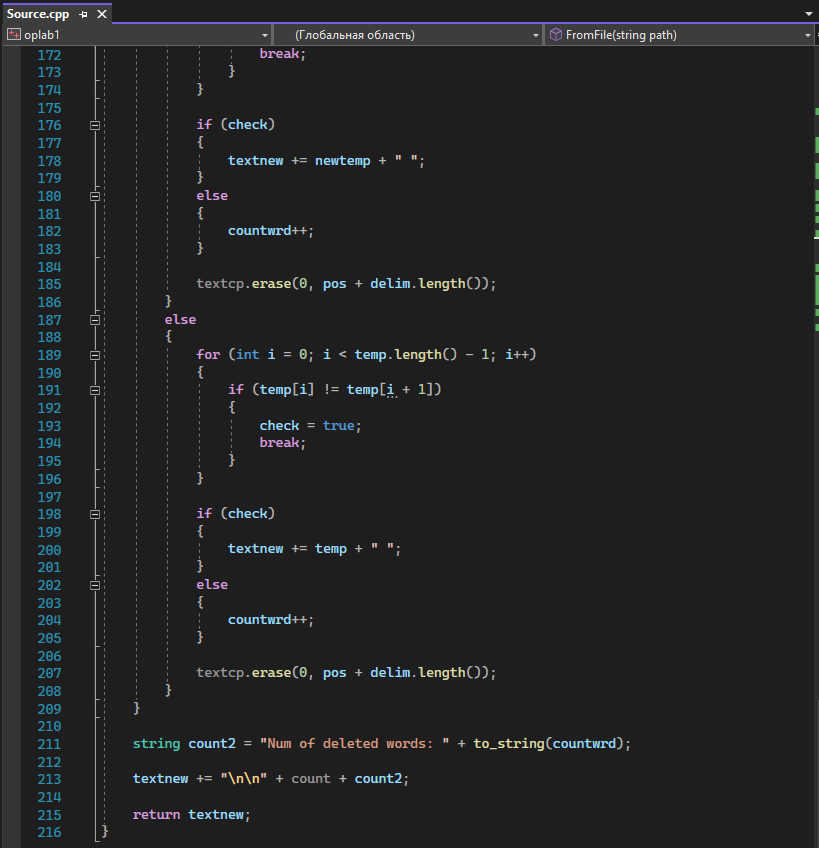 Source.cpp
oplab1 (Глобальная область) FromFile(string path)
172 break;
173 }
174 }
175
176 if (check)
177 {
178 textnew += newtemp + " ";
179 }
180 else
181 {
182 countwrd++;
183 }
184
185 textcp.erase(0, pos + delim.length());
186 }
187 else
188 {
189 for (int i = 0; i < temp.length() - 1; i++)
190 {
191 if (temp[i] != temp[i + 1])
192 {
193 check = true;
194 break;
195 }
196 }
197
198 if (check)
199 {
200 textnew += temp + " ";
201 }
202 else
203 {
204 countwrd++;
205 }
206
207 textcp.erase(0, pos + delim.length());
208 }
209 }
210
211 string count2 = "Num of deleted words: " + to_string(countwrd);
212
213 textnew += "\n\n" + count + count2;
214
215 return textnew;
216 }